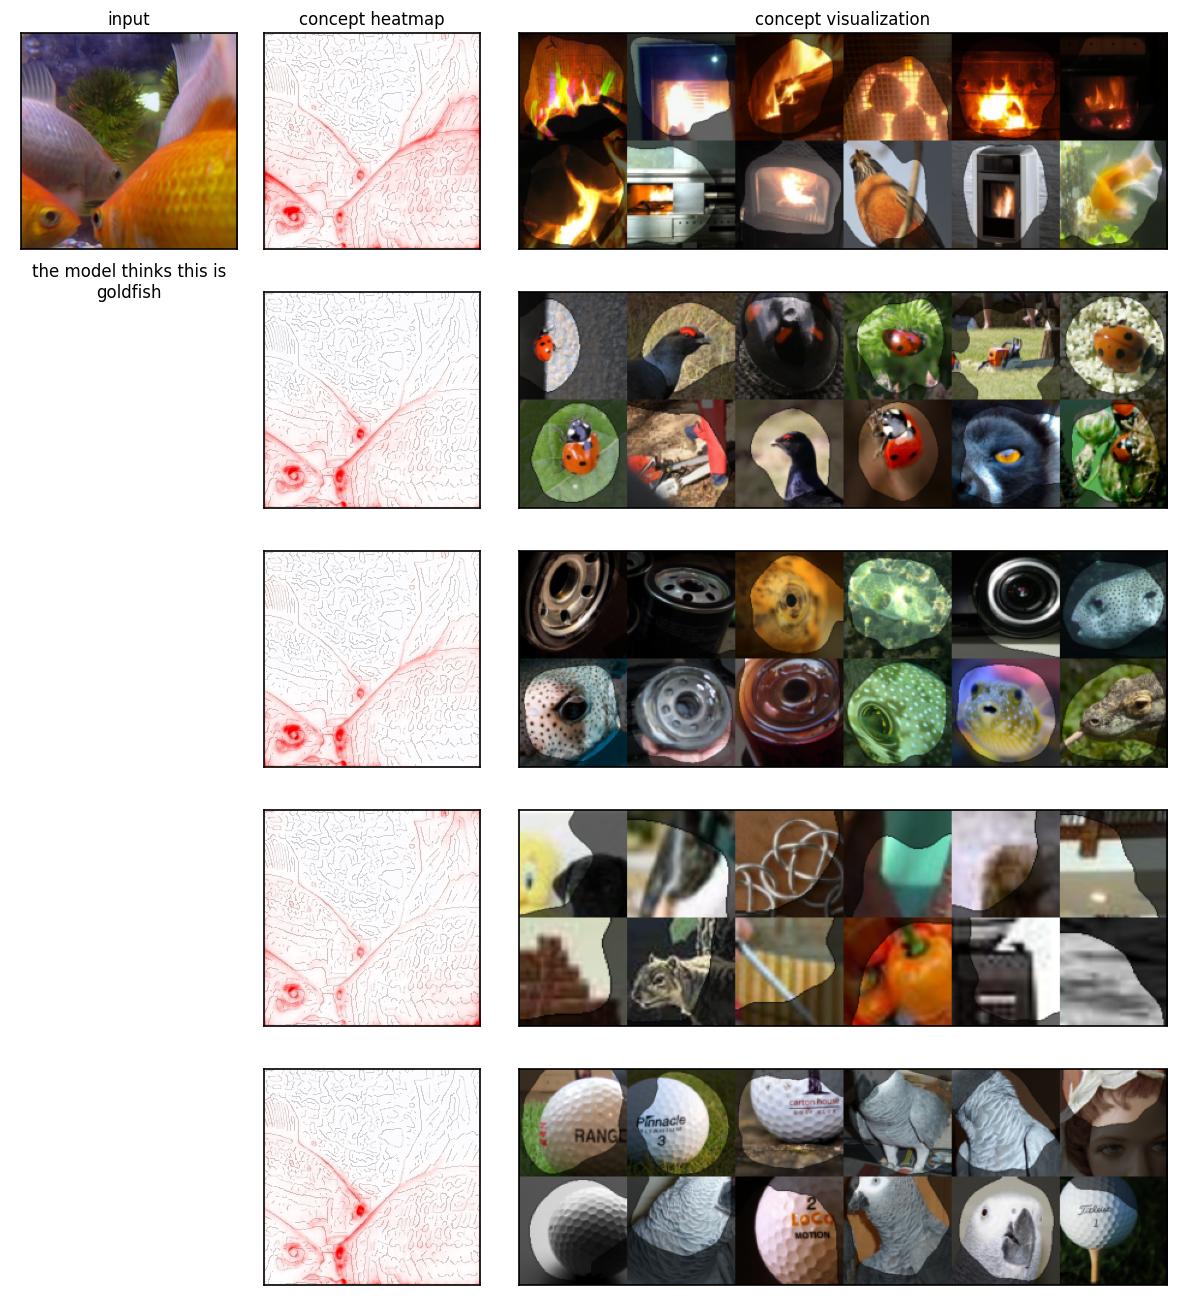 input
concept heatmap
concept visualization
the model thinks this is
goldfish
RANGE
Pinnacle
3
carton house
2
LOCO
MOTION
Titleist
1